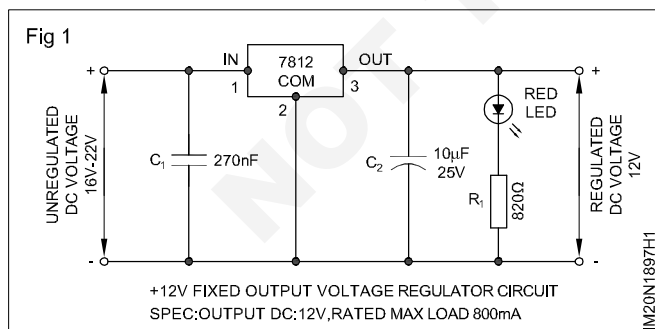 Fig 1
IN
7812
COM
OUT
1
2
3
+
+
UNREGULATED
DC VOLTAGE
16V-22V
C1
270nF
C2
10µF
25V
RED
LED
R1
820Ω
REGULATED
DC VOLTAGE
12V
-
-
+12V FIXED OUTPUT VOLTAGE REGULATOR CIRCUIT
SPEC:OUTPUT DC:12V,RATED MAX LOAD 800mA
IM20N1897H1
NOT T